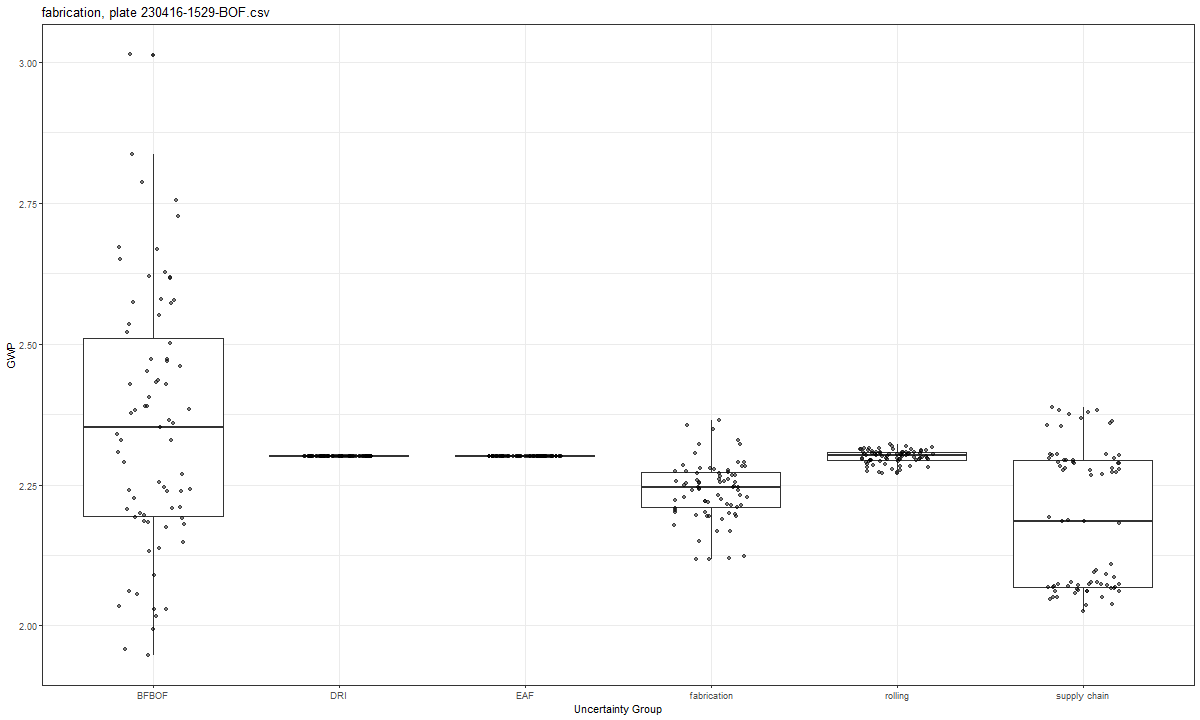 fabrication, plate 230416-1529-BOF.csv
3.00
2.75
2.50
2.25
2.00
GWP
BFBOF
DRI
EAF
fabrication
rolling
supply chain
Uncertainty Group